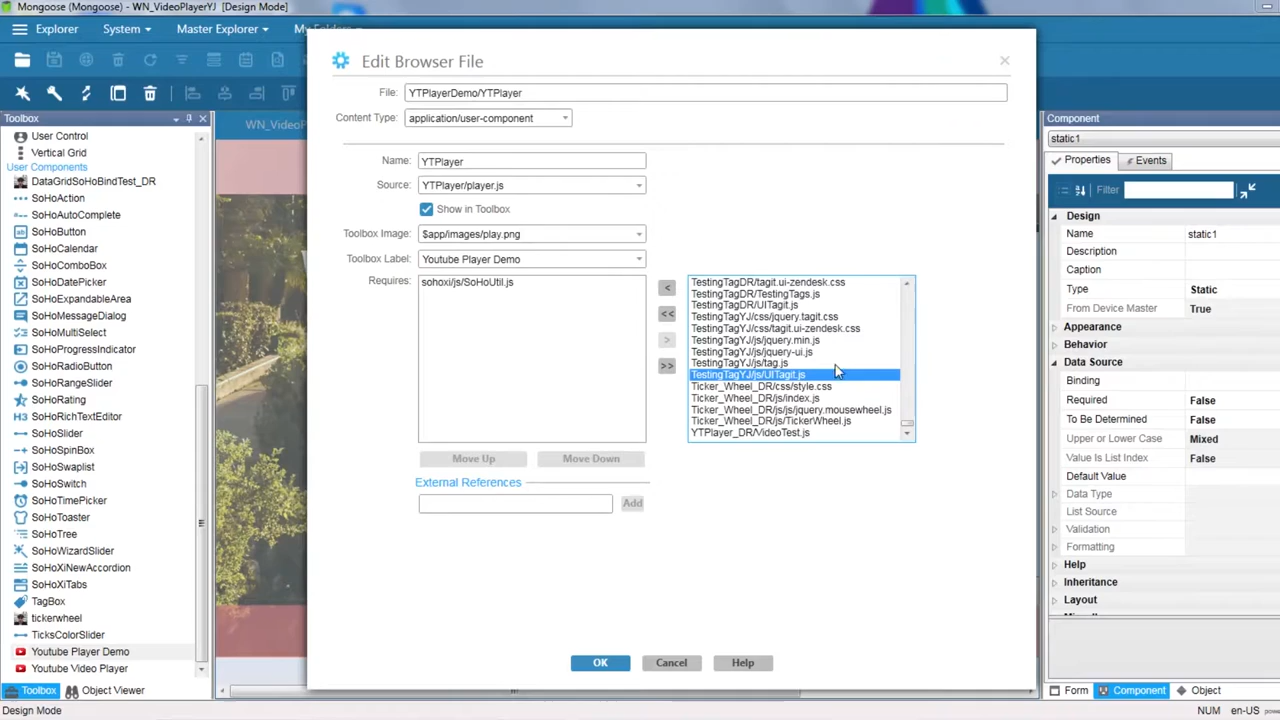 Mongoose (Mongoose) - WN_VideoPlayerYJ [Design Mode]
Explorer
System
Master Explorer
My Folders
Toolbox
User Control
Vertical Grid
User Components
DataGridSoHoBindTest_DR
SoHoAction
SoHoAutoComplete
SoHoButton
SoHoCalendar
SoHoComboBox
SoHoDatePicker
SoHoExpandableArea
SoHoMessageDialog
SoHoMultiSelect
SoHoProgressIndicator
SoHoRadioButton
SoHoRangeSlider
SoHoRating
SoHoRichTextEditor
SoHoSlider
SoHoSpinBox
SoHoSwaplist
SoHoSwitch
SoHoTimePicker
SoHoToaster
SoHoTree
SoHoWizardSlider
SoHoXiNewAccordion
SoHoXiTabs
TagBox
tickerwheel
TicksColorSlider
Youtube Player Demo
Youtube Video Player
Toolbox
Object Viewer
Design Mode
WN_VideoP
Edit Browser File
File: YTPlayerDemo/YTPlayer
Content Type: application/user-component
Name: YTPlayer
Source: YTPlayer/player.js
Show in Toolbox
Toolbox Image: $app/images/play.png
Toolbox Label: Youtube Player Demo
Requires: sohoxi/js/SoHoUtil.js
<
<<
>
>>
TestingTagDR/tagit.ui-zendesk.css
TestingTagDR/TestingTags.js
TestingTagDR/UITagit.js
TestingTagYJ/css/jquery.tagit.css
TestingTagYJ/css/tagit.ui-zendesk.css
TestingTagYJ/js/jquery.min.js
TestingTagYJ/js/jquery-ui.js
TestingTagYJ/js/tag.js
TestingTagYJ/js/UITagit.js
Ticker_Wheel_DR/css/style.css
Ticker_Wheel_DR/js/index.js
Ticker_Wheel_DR/js/js/jquery.mousewheel.js
Ticker_Wheel_DR/js/TickerWheel.js
YTPlayer_DR/VideoTest.js
Move Up
Move Down
External References
Add
OK
Cancel
Help
Component
static1
Properties
Events
Filter
Design
Name static1
Description
Caption
Type Static
From Device Master True
Appearance
Behavior
Data Source
Binding
Required False
To Be Determined False
Upper or Lower Case Mixed
Value Is List Index False
Default Value
Data Type
List Source
Validation
Formatting
Help
Inheritance
Layout
Form
Component
Object
NUM
en-US